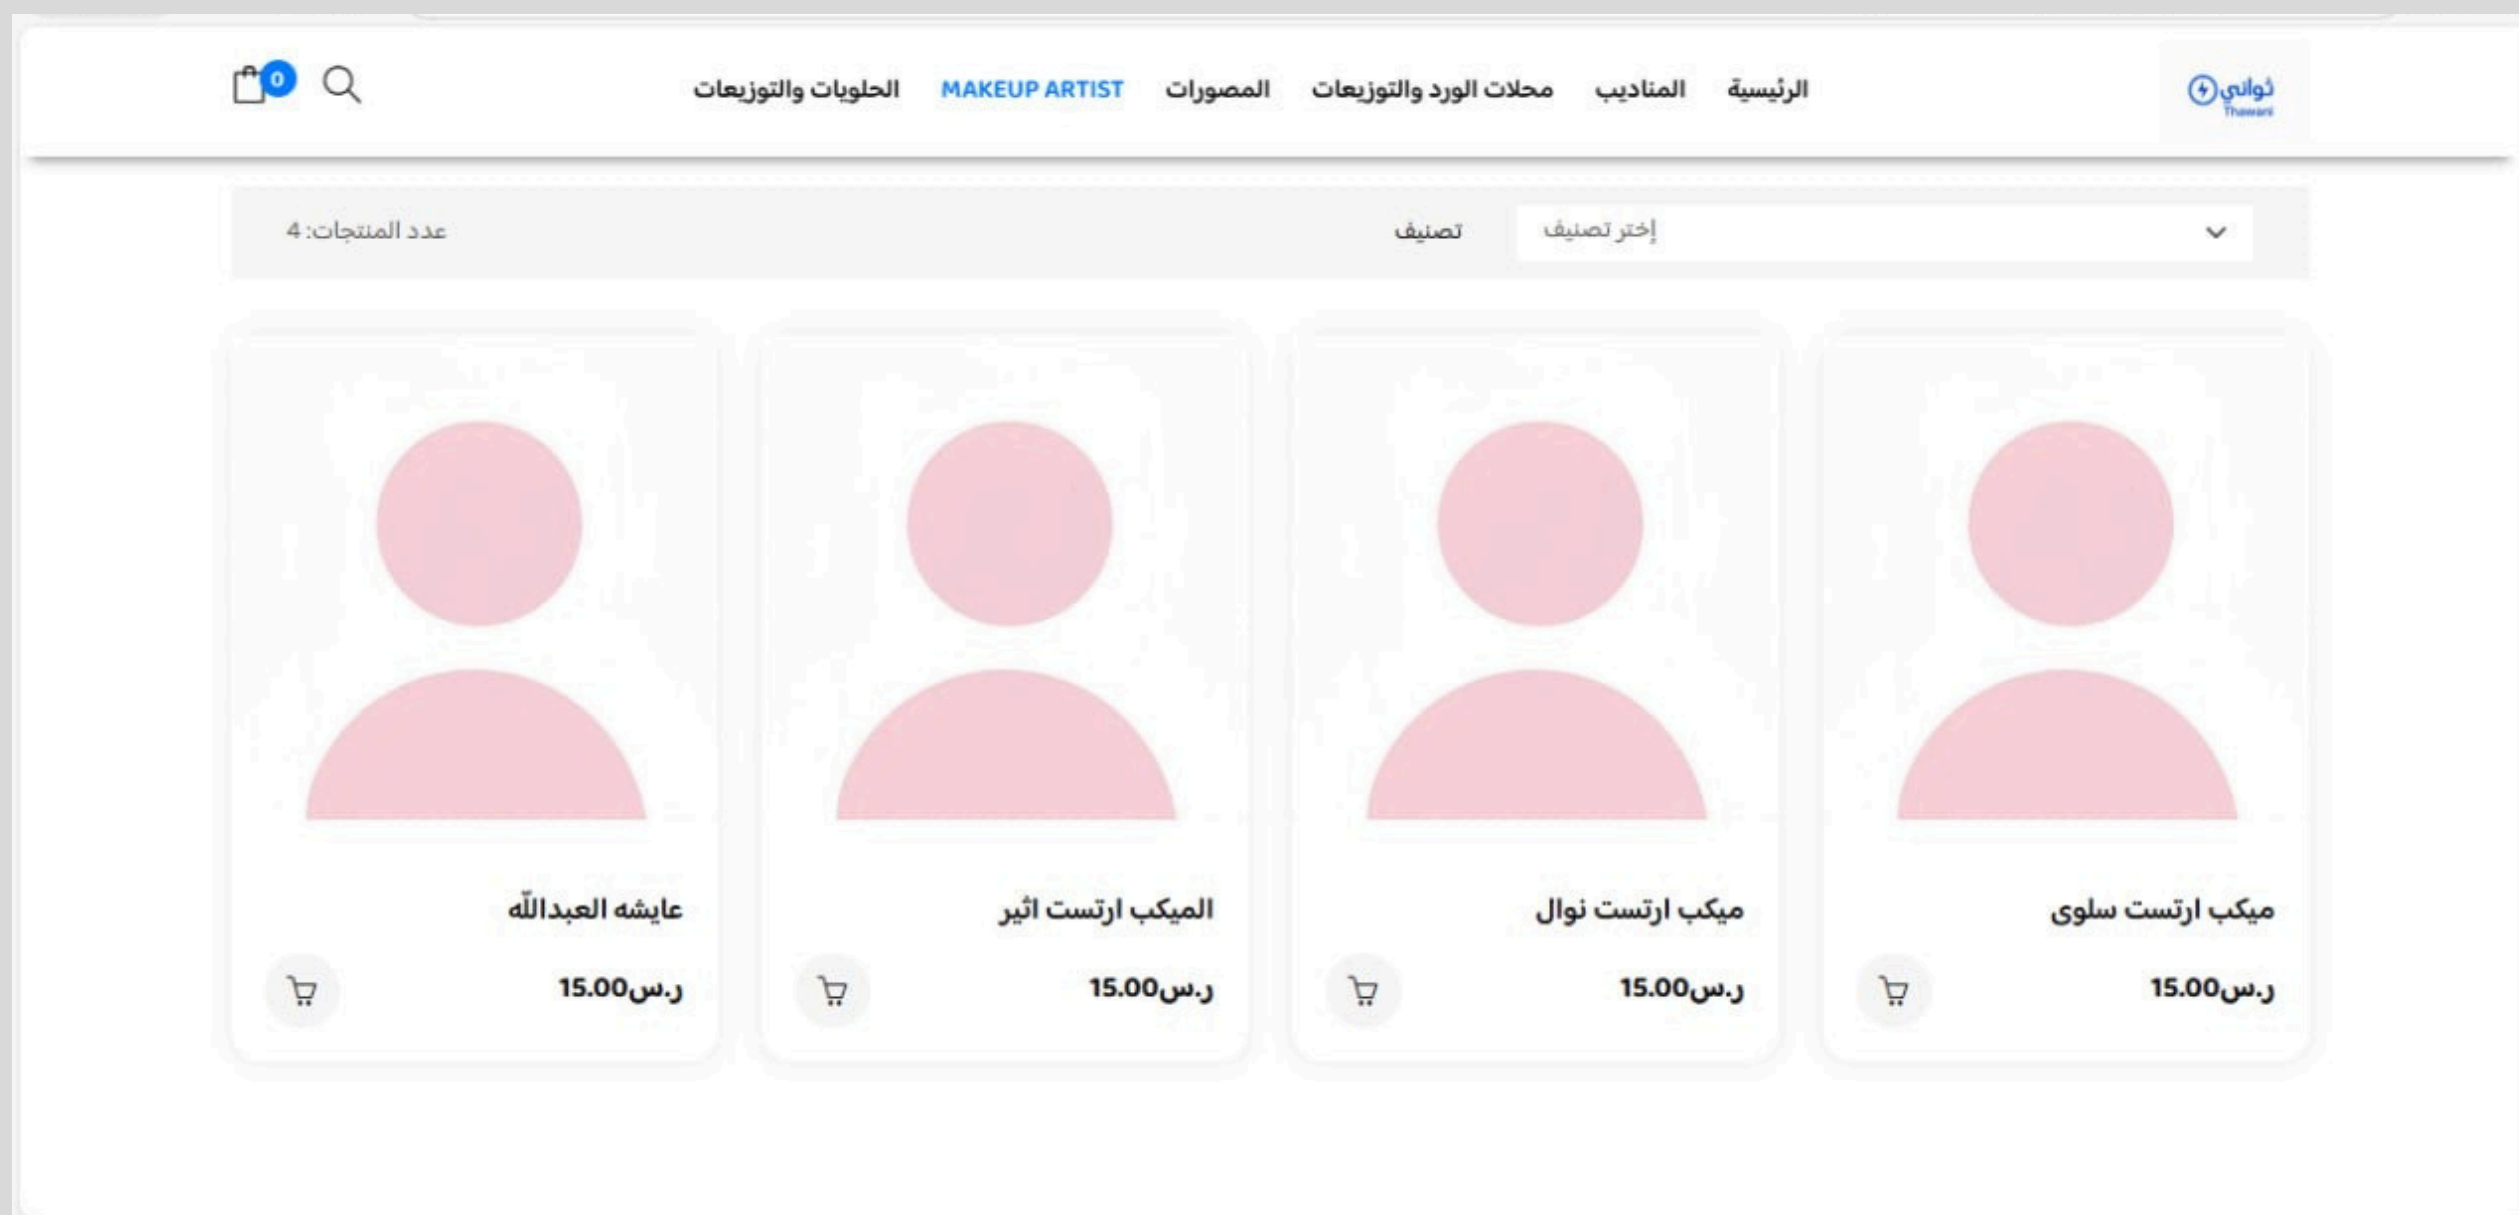 ثواني
Thawani
الرئيسية
المناديب
محلات الورد والتوزيعات
المصورات
MAKEUP ARTIST
الحلويات والتوزيعات
0
إختر تصنيف
تصنيف
عدد المنتجات: 4
ميكب ارتست سلوى
ر.س15.00
ميكب ارتست نوال
ر.س15.00
الميكب ارتست اثير
ر.س15.00
عايشه العبدالله
ر.س15.00